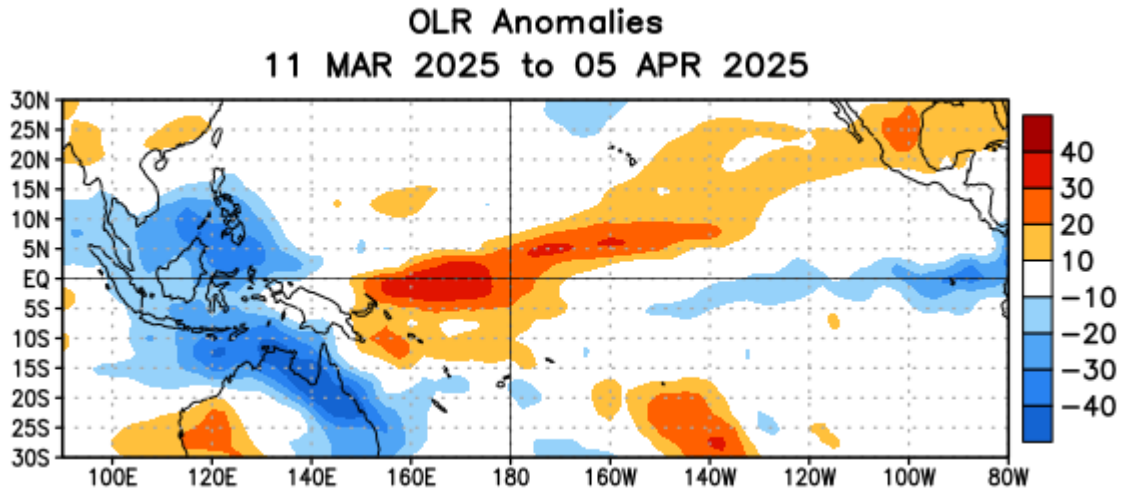 OLR Anomalies
11 MAR 2025 to 05 APR 2025
30N
25N
20N
15N
10N
5N
EQ
5S
10S
15S
20S
25S
30S
100E 120E 140E 160E 180 160W 140W 120W 100W 80W
40
30
20
10
−10
−20
−30
−40